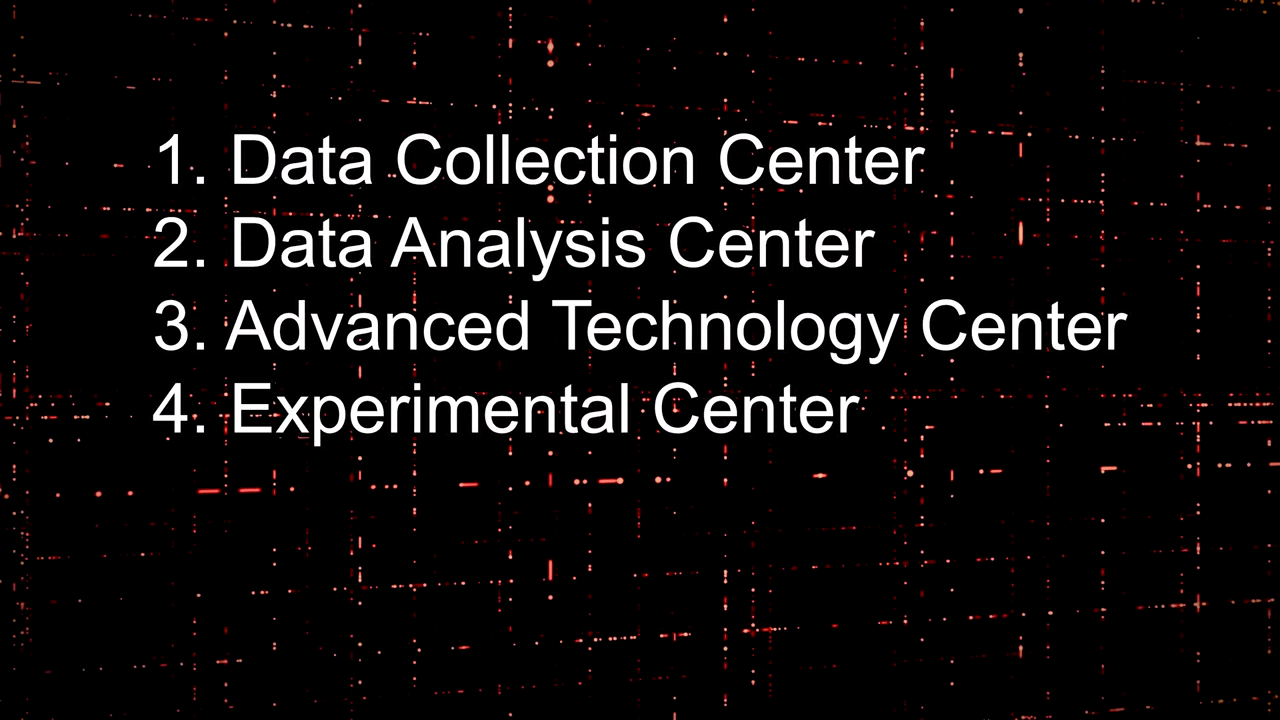 1. Data Collection Center
2. Data Analysis Center
3. Advanced Technology Center
4. Experimental Center